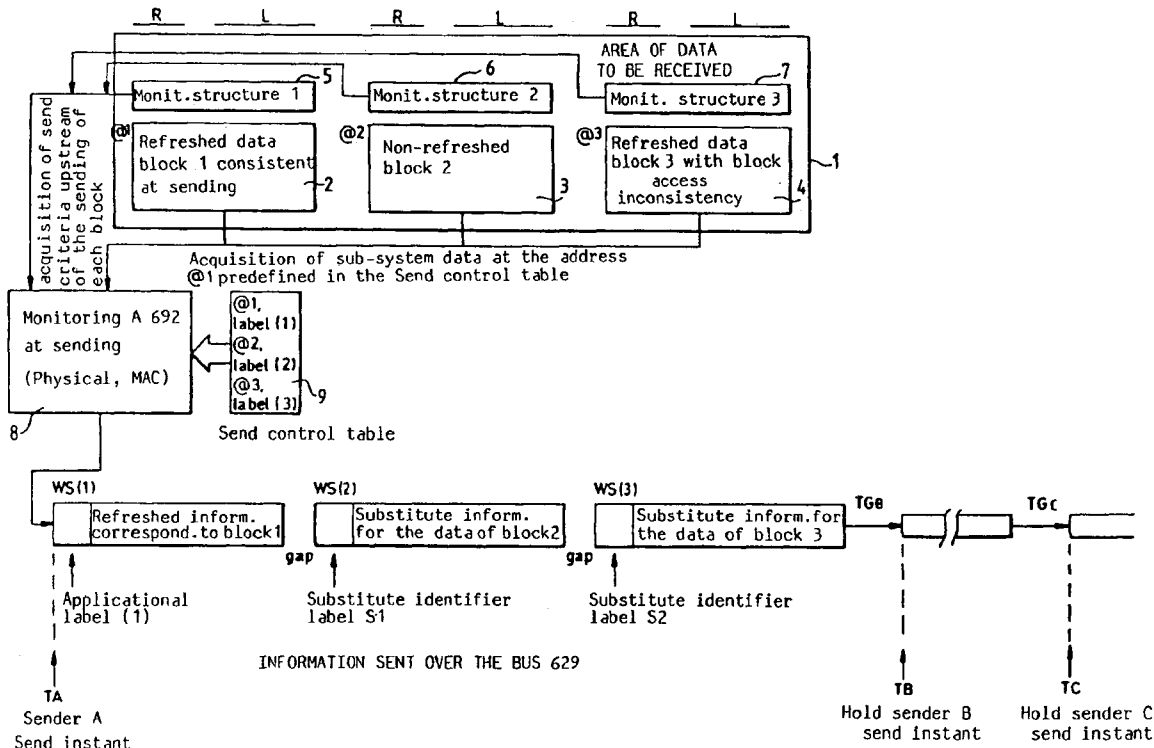 R L R L R L
AREA OF DATA
TO BE RECEIVED
5
6
7
Monit.structure 1
Monit.structure 2
Monit. structure 3
@1
Refreshed data
block 1 consistent
at sending
2
@2
Non-refreshed
block 2
3
@3
Refreshed data
block 3 with block
access
inconsistency
4
1
acquisition of send
criteria upstream
of the sending of
each block
Acquisition of sub-system data at the address
@1 predefined in the Send control table
Monitoring A 692
at sending
(Physical, MAC)
8
@1,
label (1)
@2,
label (2)
@3,
label (3)
9
Send control table
WS(1)
Refreshed inform.
correspond.to block1
gap
WS(2)
Substitute inform.
for the data of block2
gap
WS(3)
Substitute inform.for
the data of block 3
TGB
TGC
Applicational
label (1)
Substitute identifier
label S1
Substitute identifier
label S2
INFORMATION SENT OVER THE BUS 629
TA
Sender A
Send instant
TB
Hold sender B
send instant
TC
Hold sender C
send instant